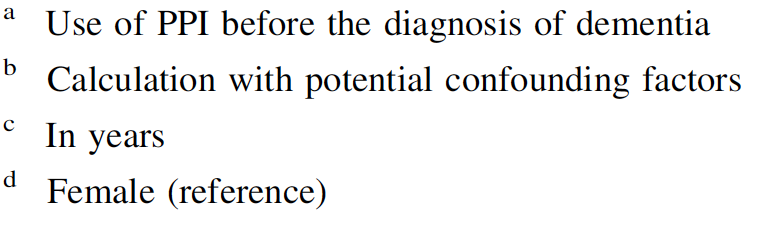 a Use of PPI before the diagnosis of dementia
b Calculation with potential confounding factors
c In years
d Female (reference)